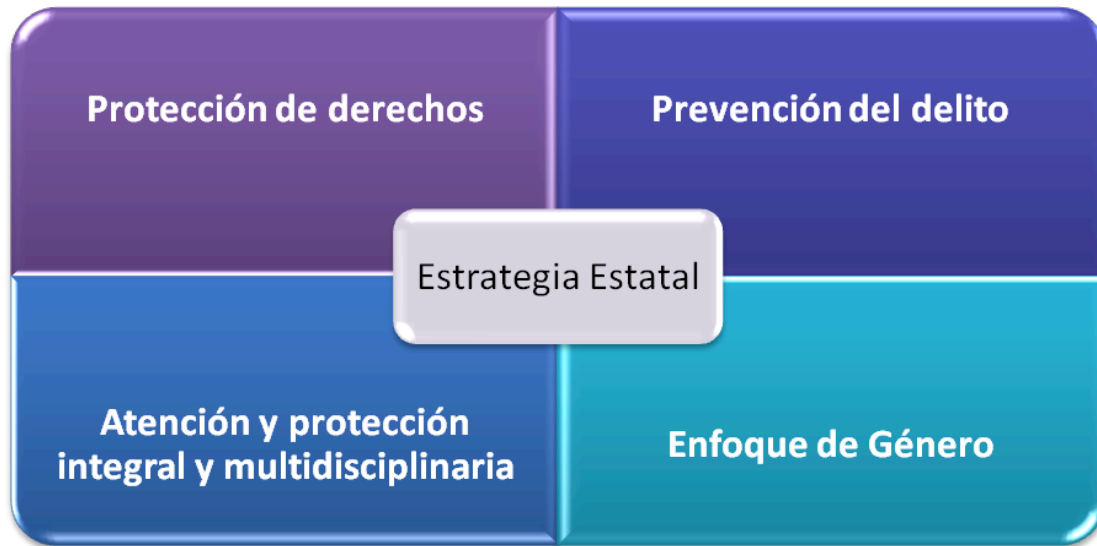 Protección de derechos
Prevención del delito
Estrategia Estatal
Atención y protección
integral y multidisciplinaria
Enfoque de Género